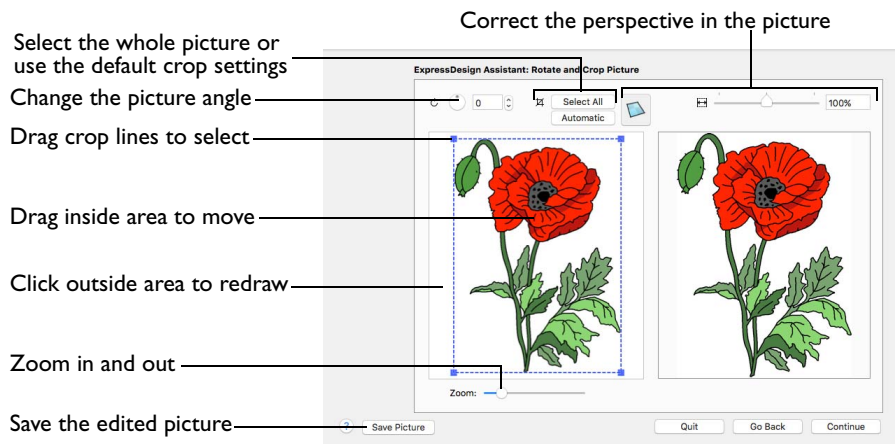 Correct the perspective in the picture
Select the whole picture or
use the default crop settings
ExpressDesign Assistant: Rotate and Crop Picture
Change the picture angle
0
Select All
100%
Automatic
Drag crop lines to select
Drag inside area to move
Click outside area to redraw
Zoom in and out
Zoom:
Save the edited picture
?
Save Picture
Quit
Go Back
Continue